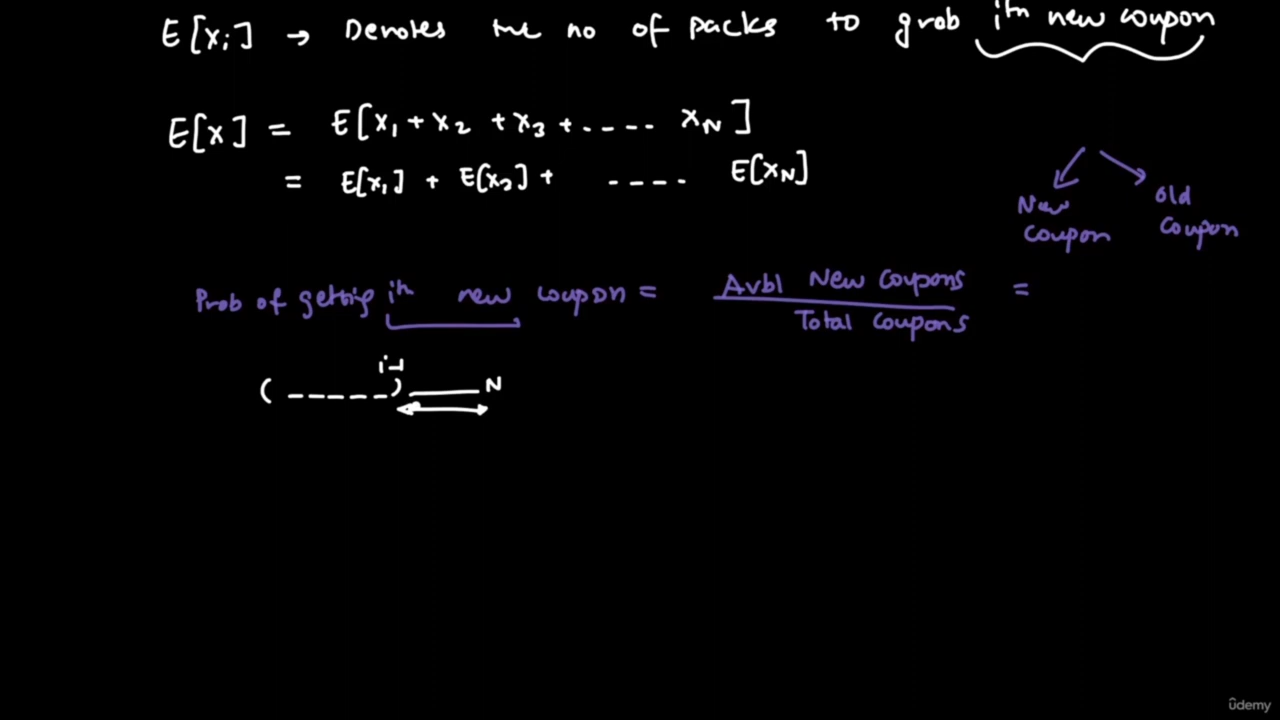 E[xi] → Denotes the no of packs to grab ith new coupon
E[x] = E[x1 + x2 + x3 + ..... xN]
= E[x1] + E[x2] + ..... E[xN]
New Coupon
Old Coupon
Prob of getting ith new coupon = Avbl New Coupons / Total Coupons =
i-1
( ----- ) N
ûdemy